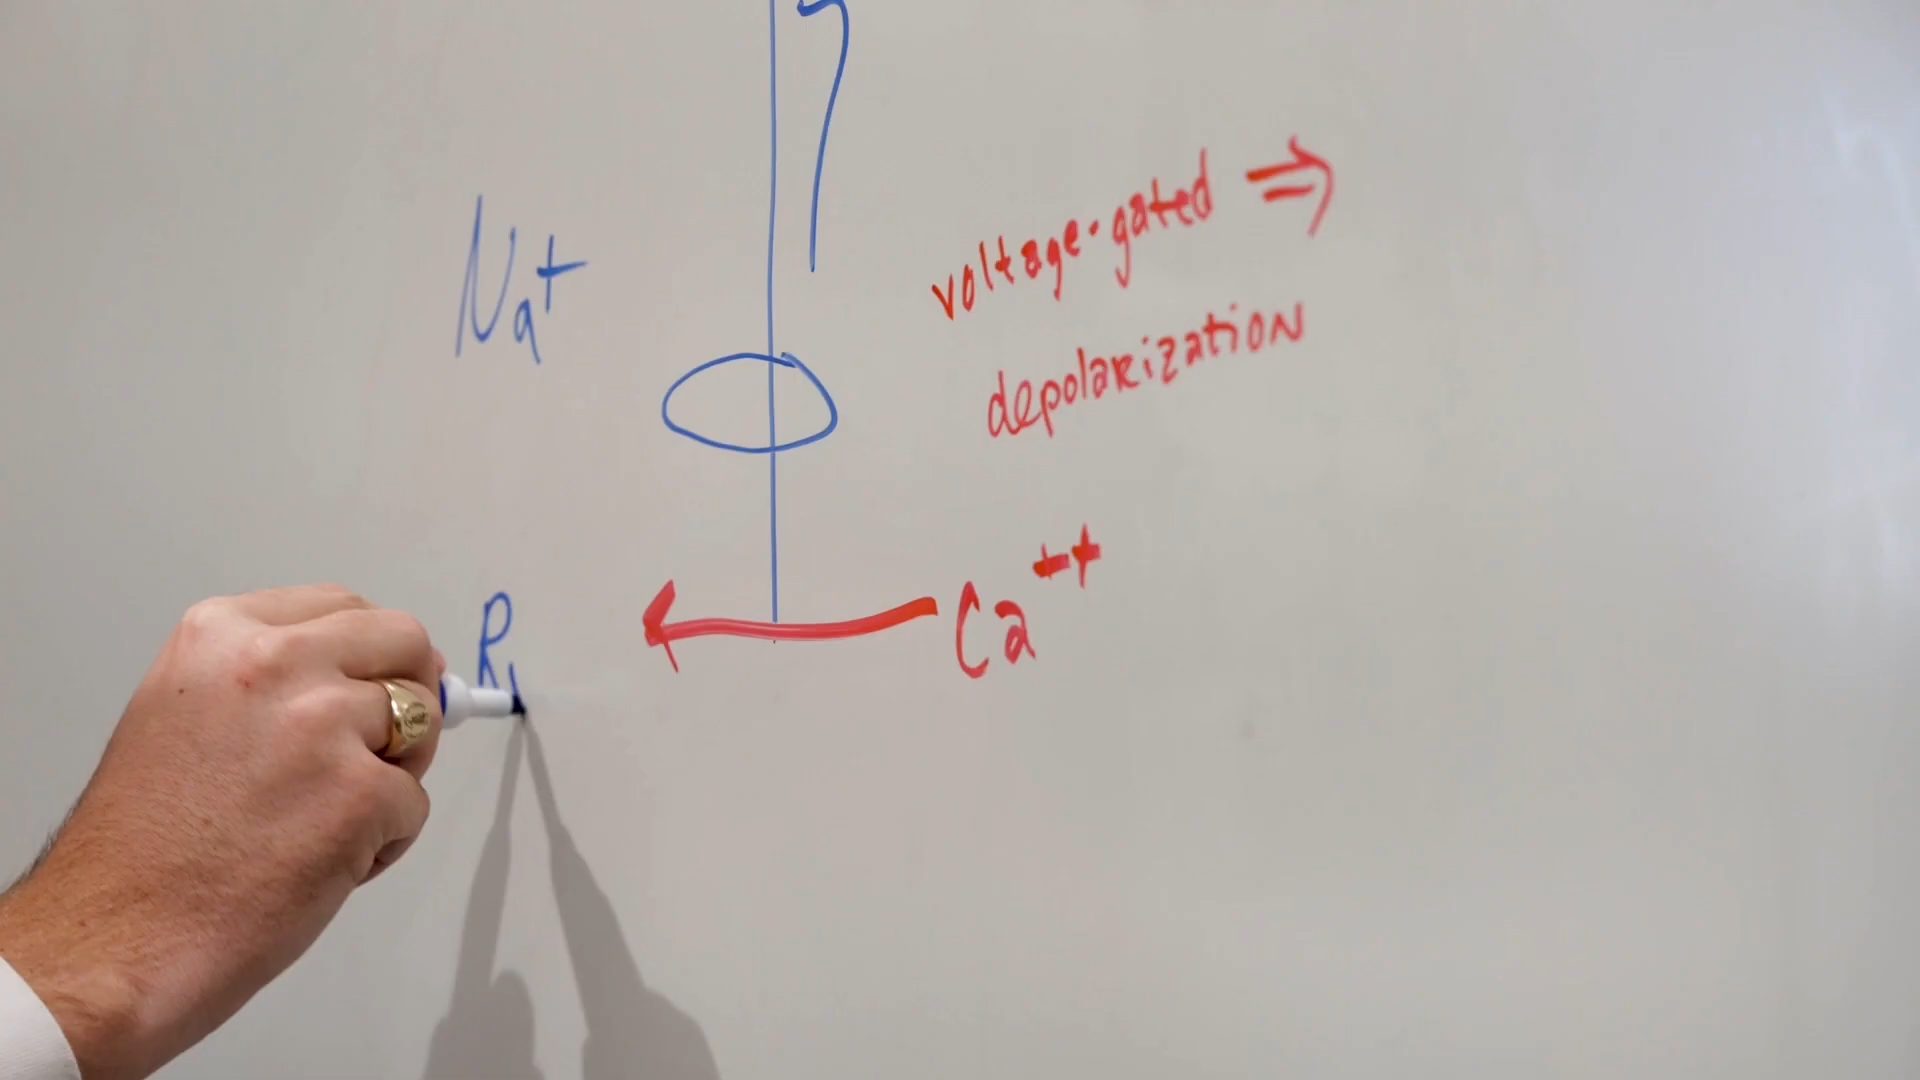 Na+
voltage-gated ⇒
depolarization
Ca++
R